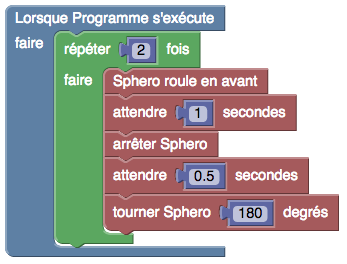 Lorsque Programme s'exécute
faire répéter 2 fois
faire Sphero roule en avant
attendre 1 secondes
arrêter Sphero
attendre 0.5 secondes
tourner Sphero 180 degrés